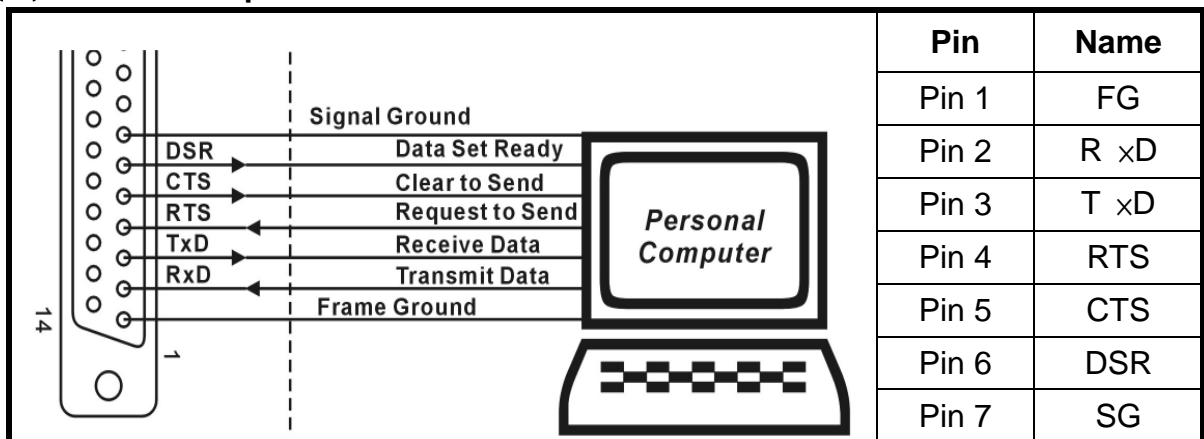 Signal Ground
DSR Data Set Ready
CTS Clear to Send
RTS Request to Send
TxD Receive Data
RxD Transmit Data
Frame Ground
14
1
Personal
Computer
Pin Name
Pin 1 FG
Pin 2 R ×D
Pin 3 T ×D
Pin 4 RTS
Pin 5 CTS
Pin 6 DSR
Pin 7 SG